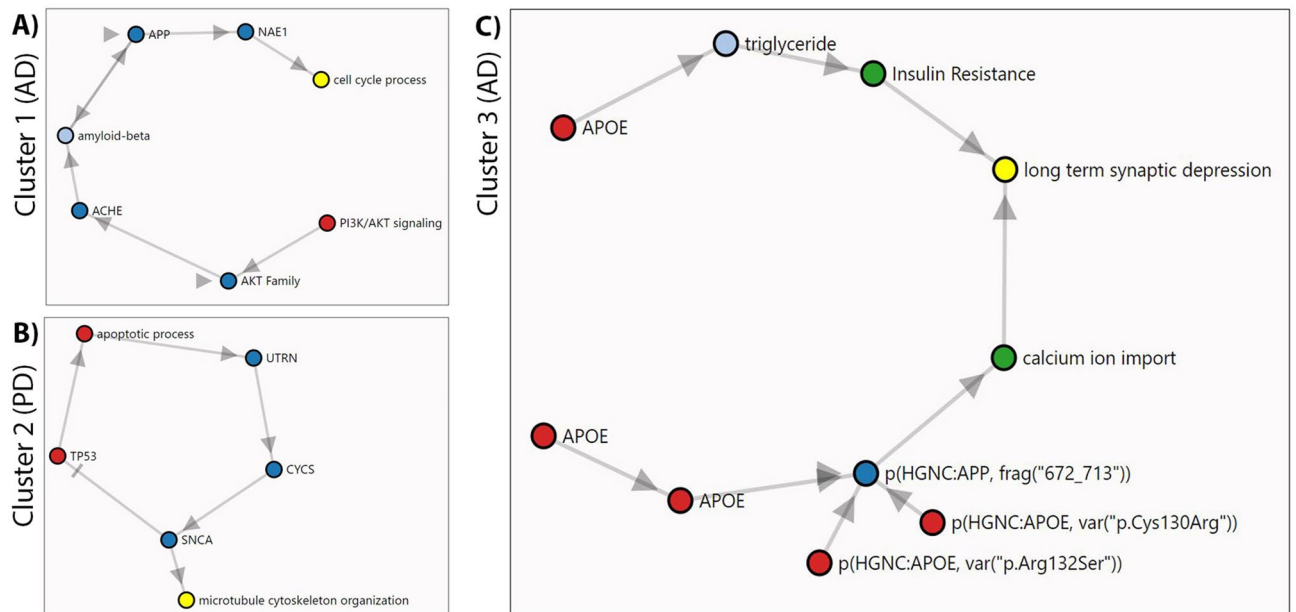 A)
Cluster 1 (AD)
APP
NAE1
cell cycle process
amyloid-beta
ACHE
PI3K/AKT signaling
AKT Family
B)
Cluster 2 (PD)
apoptotic process
UTRN
TP53
CYCS
SNCA
microtubule cytoskeleton organization
C)
Cluster 3 (AD)
triglyceride
Insulin Resistance
APOE
long term synaptic depression
calcium ion import
APOE
p(HGNC:APP, frag("672_713"))
APOE
p(HGNC:APOE, var("p.Cys130Arg"))
p(HGNC:APOE, var("p.Arg132Ser"))